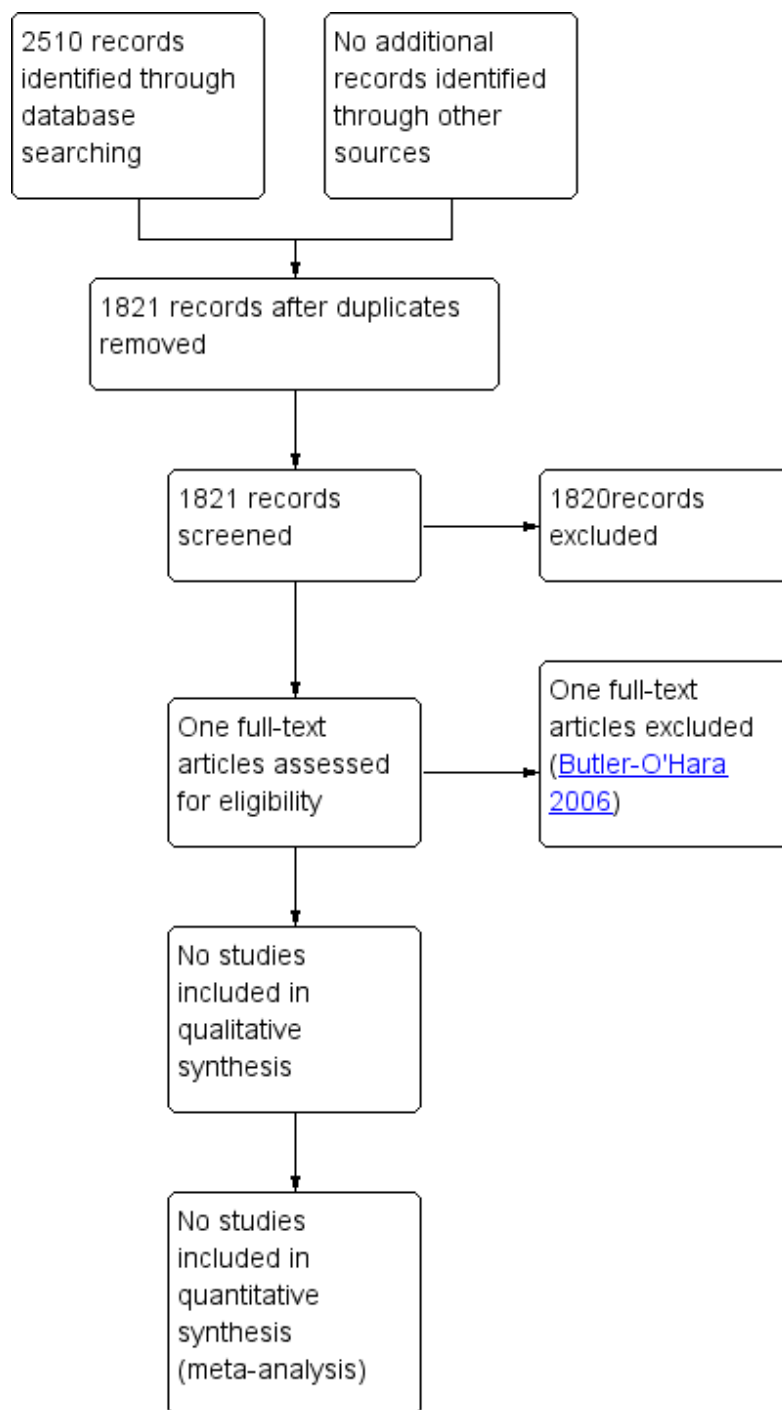 2510 records
identified through
database
searching
No additional
records identified
through other
sources
1821 records after duplicates
removed
1821 records
screened
1820records
excluded
One full-text
articles assessed
for eligibility
One full-text
articles excluded
(Butler-O'Hara
2006)
No studies
included in
qualitative
synthesis
No studies
included in
quantitative
synthesis
(meta-analysis)